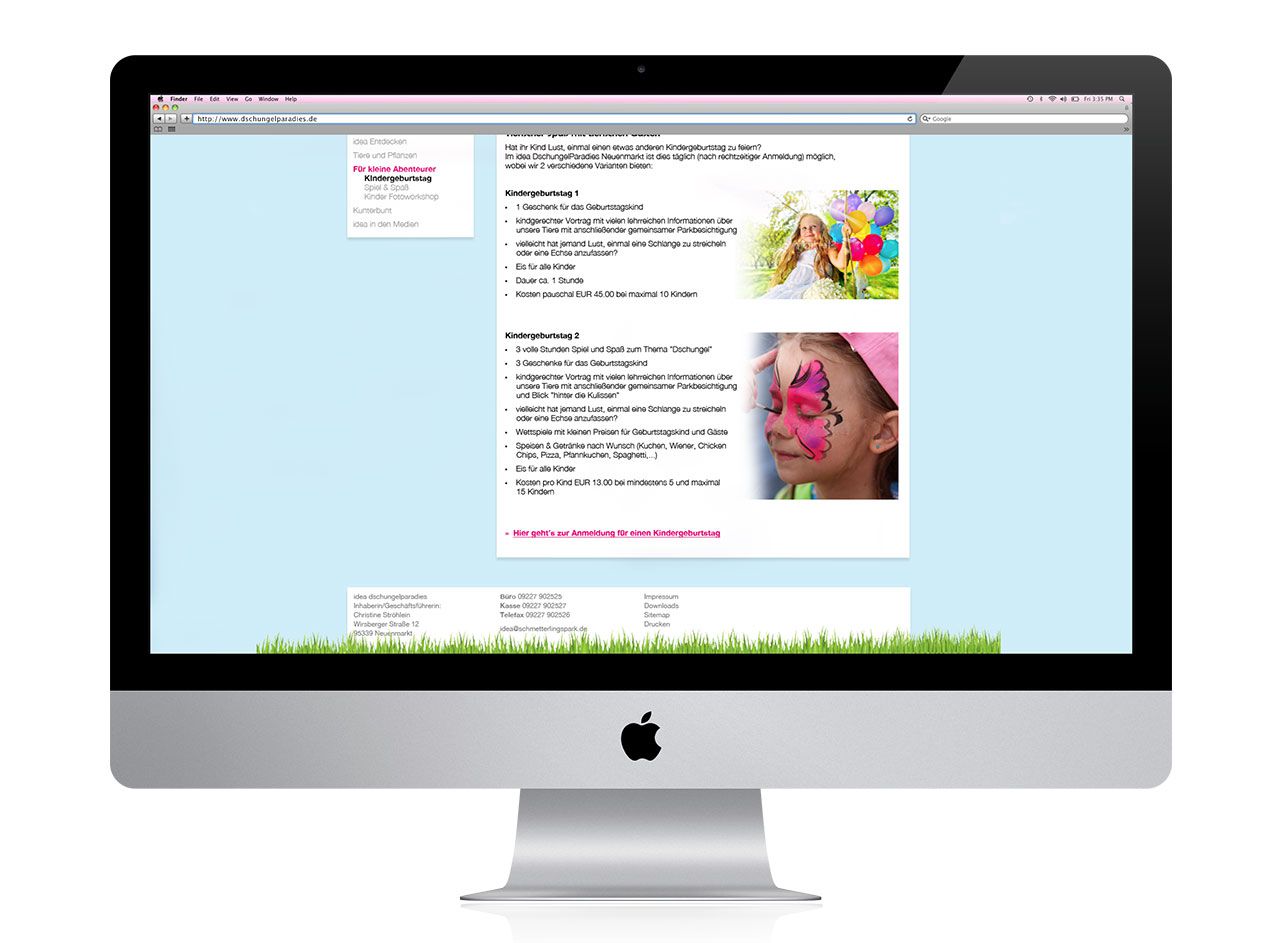 Finder File Edit View Go Window Help
Fri 3:35 PM
http://www.dschungelparadies.de
Google
idea Entdecken
Tiere und Pflanzen
Für kleine Abenteurer
Kindergeburtstag
Spiel & Spaß
Kinder Fotoworkshop
Kunterbunt
idea in den Medien
Tierischer Spaß mit tierischen Gästen
Hat ihr Kind Lust, einmal einen etwas anderen Kindergeburtstag zu feiern?
Im idea DschungelParadies Neuenmarkt ist dies täglich (nach rechtzeitiger Anmeldung) möglich,
wobei wir 2 verschiedene Varianten bieten:
Kindergeburtstag 1
• 1 Geschenk für das Geburtstagskind
• kindgerechter Vortrag mit vielen lehrreichen Informationen über
unsere Tiere mit anschließender gemeinsamer Parkbesichtigung
• vielleicht hat jemand Lust, einmal eine Schlange zu streicheln
oder eine Echse anzufassen?
• Eis für alle Kinder
• Dauer ca. 1 Stunde
• Kosten pauschal EUR 45.00 bei maximal 10 Kindern
Kindergeburtstag 2
• 3 volle Stunden Spiel und Spaß zum Thema "Dschungel"
• 3 Geschenke für das Geburtstagskind
• kindgerechter Vortrag mit vielen lehrreichen Informationen über
unsere Tiere mit anschließender gemeinsamer Parkbesichtigung
und Blick "hinter die Kulissen"
• vielleicht hat jemand Lust, einmal eine Schlange zu streicheln
oder eine Echse anzufassen?
• Wettspiele mit kleinen Preisen für Geburtstagskind und Gäste
• Speisen & Getränke nach Wunsch (Kuchen, Wiener, Chicken
Chips, Pizza, Pfannkuchen, Spaghetti,...)
• Eis für alle Kinder
• Kosten pro Kind EUR 13.00 bei mindestens 5 und maximal
15 Kindern
» Hier geht's zur Anmeldung für einen Kindergeburtstag
idea dschungelparadies
Inhaberin/Geschäftsführerin:
Christine Ströhlein
Wirsberger Straße 12
95339 Neuenmarkt
Büro 09227 902525
Kasse 09227 902527
Telefax 09227 902526
idea@schmetterlingspark.de
Impressum
Downloads
Sitemap
Drucken